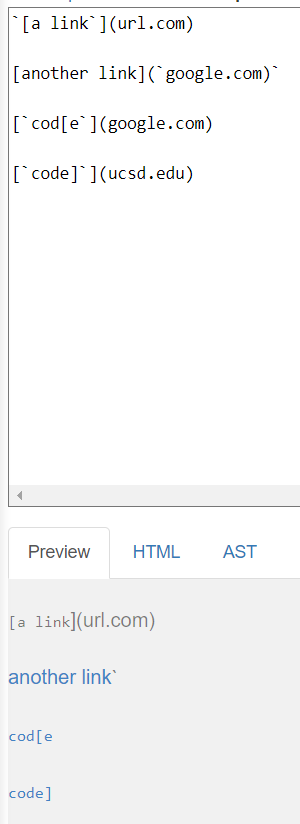 `[a link`](url.com)
[another link](`google.com)`
[`cod[e`](google.com)
[`code]`](ucsd.edu)
Preview HTML AST
[a link](url.com)
another link`
cod[e
code]